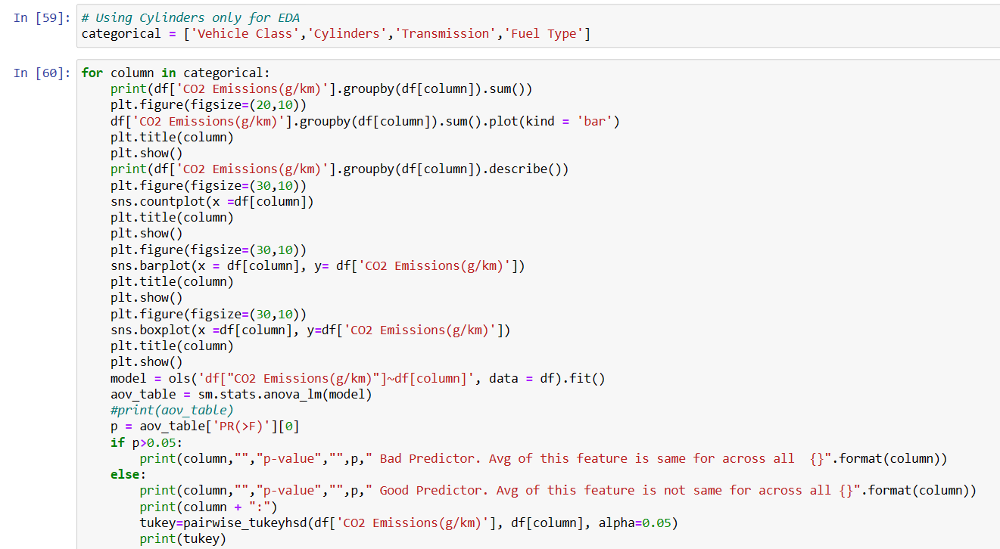 In [59]: # Using Cylinders only for EDA
categorical = ['Vehicle Class','Cylinders','Transmission','Fuel Type']
In [60]: for column in categorical:
    print(df['CO2 Emissions(g/km)'].groupby(df[column]).sum())
    plt.figure(figsize=(20,10))
    df['CO2 Emissions(g/km)'].groupby(df[column]).sum().plot(kind = 'bar')
    plt.title(column)
    plt.show()
    print(df['CO2 Emissions(g/km)'].groupby(df[column]).describe())
    plt.figure(figsize=(30,10))
    sns.countplot(x =df[column])
    plt.title(column)
    plt.show()
    plt.figure(figsize=(30,10))
    sns.barplot(x = df[column], y= df['CO2 Emissions(g/km)'])
    plt.title(column)
    plt.show()
    plt.figure(figsize=(30,10))
    sns.boxplot(x =df[column], y=df['CO2 Emissions(g/km)'])
    plt.title(column)
    plt.show()
    model = ols('df["CO2 Emissions(g/km)"]~df[column]', data = df).fit()
    aov_table = sm.stats.anova_lm(model)
    #print(aov_table)
    p = aov_table['PR(>F)'][0]
    if p>0.05:
        print(column,"","p-value","",p," Bad Predictor. Avg of this feature is same for across all  {}".format(column))
    else:
        print(column,"","p-value","",p," Good Predictor. Avg of this feature is not same for across all {}".format(column))
        print(column + ":")
        tukey=pairwise_tukeyhsd(df['CO2 Emissions(g/km)'], df[column], alpha=0.05)
        print(tukey)